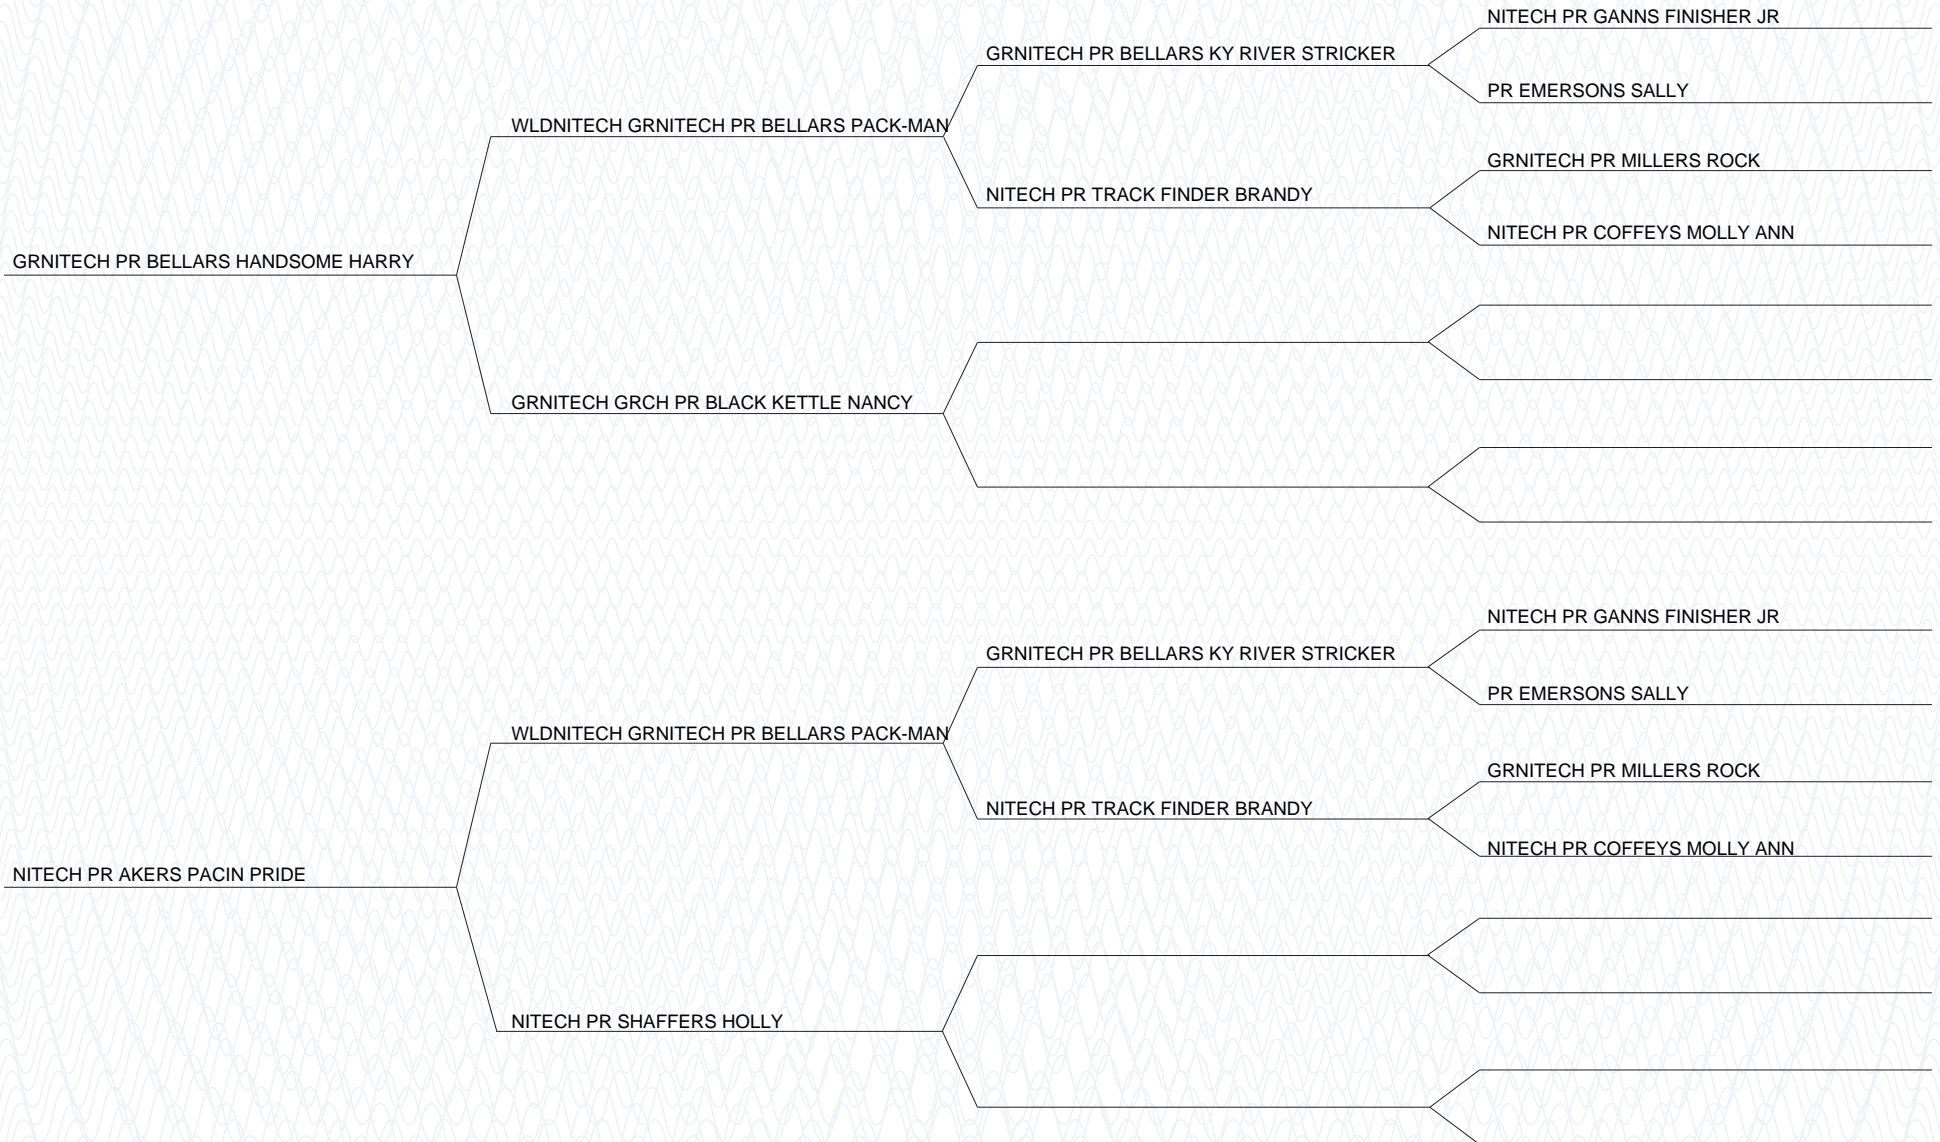 NITECH PR GANNS FINISHER JR
GRNITECH PR BELLARS KY RIVER STRICKER
PR EMERSONS SALLY
WLDNITECH GRNITECH PR BELLARS PACK-MAN
GRNITECH PR MILLERS ROCK
NITECH PR TRACK FINDER BRANDY
NITECH PR COFFEYS MOLLY ANN
GRNITECH PR BELLARS HANDSOME HARRY
GRNITECH GRCH PR BLACK KETTLE NANCY
NITECH PR GANNS FINISHER JR
GRNITECH PR BELLARS KY RIVER STRICKER
PR EMERSONS SALLY
WLDNITECH GRNITECH PR BELLARS PACK-MAN
GRNITECH PR MILLERS ROCK
NITECH PR TRACK FINDER BRANDY
NITECH PR COFFEYS MOLLY ANN
NITECH PR AKERS PACIN PRIDE
NITECH PR SHAFFERS HOLLY